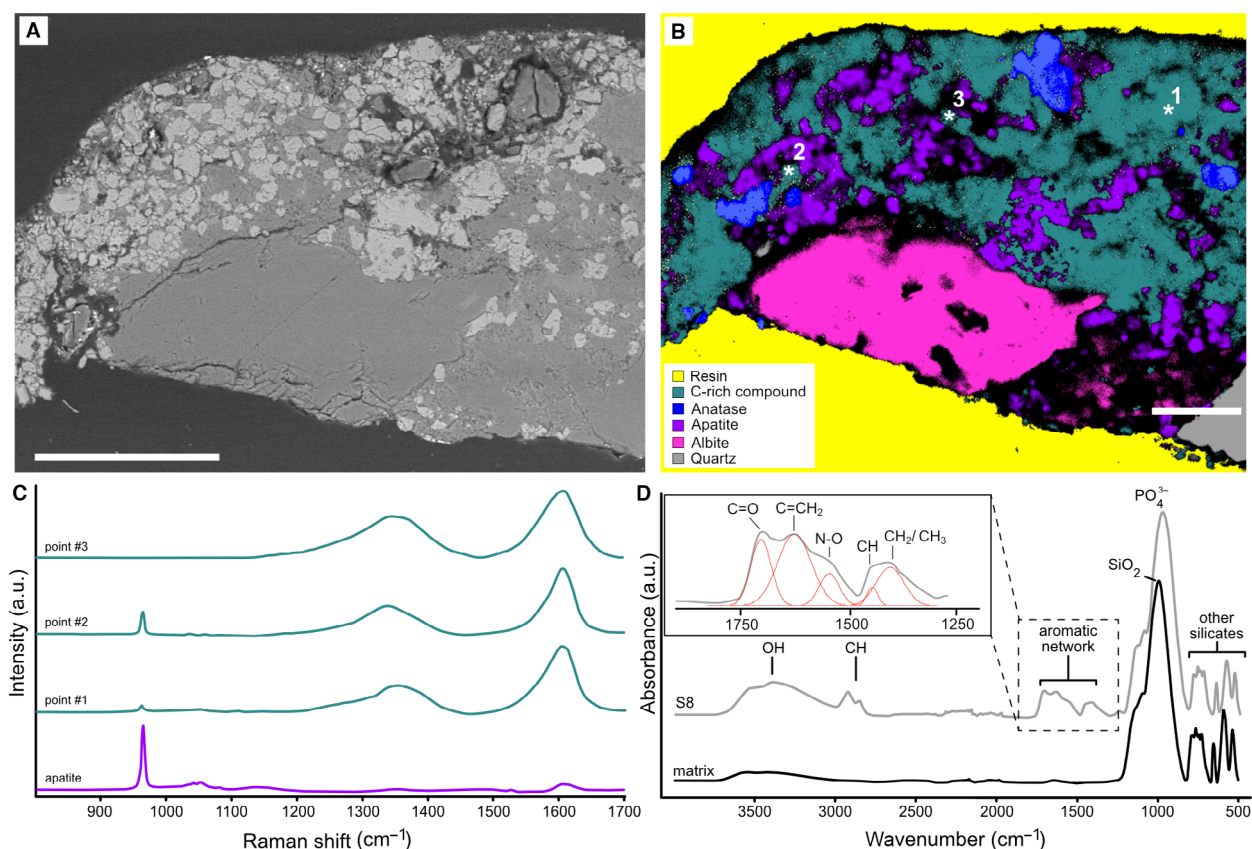 A
B
1
*
3
*
2
*
Resin
C-rich compound
Anatase
Apatite
Albite
Quartz
C
point #3
point #2
point #1
apatite
Intensity (a.u.)
900 1000 1100 1200 1300 1400 1500 1600 1700
Raman shift (cm⁻¹)
D
C=O
C=CH₂
N-O
CH
CH₂/ CH₃
1750 1500 1250
PO₄³⁻
SiO₂
OH
CH
aromatic
network
other
silicates
S8
matrix
Absorbance (a.u.)
3500 3000 2500 2000 1500 1000 500
Wavenumber (cm⁻¹)